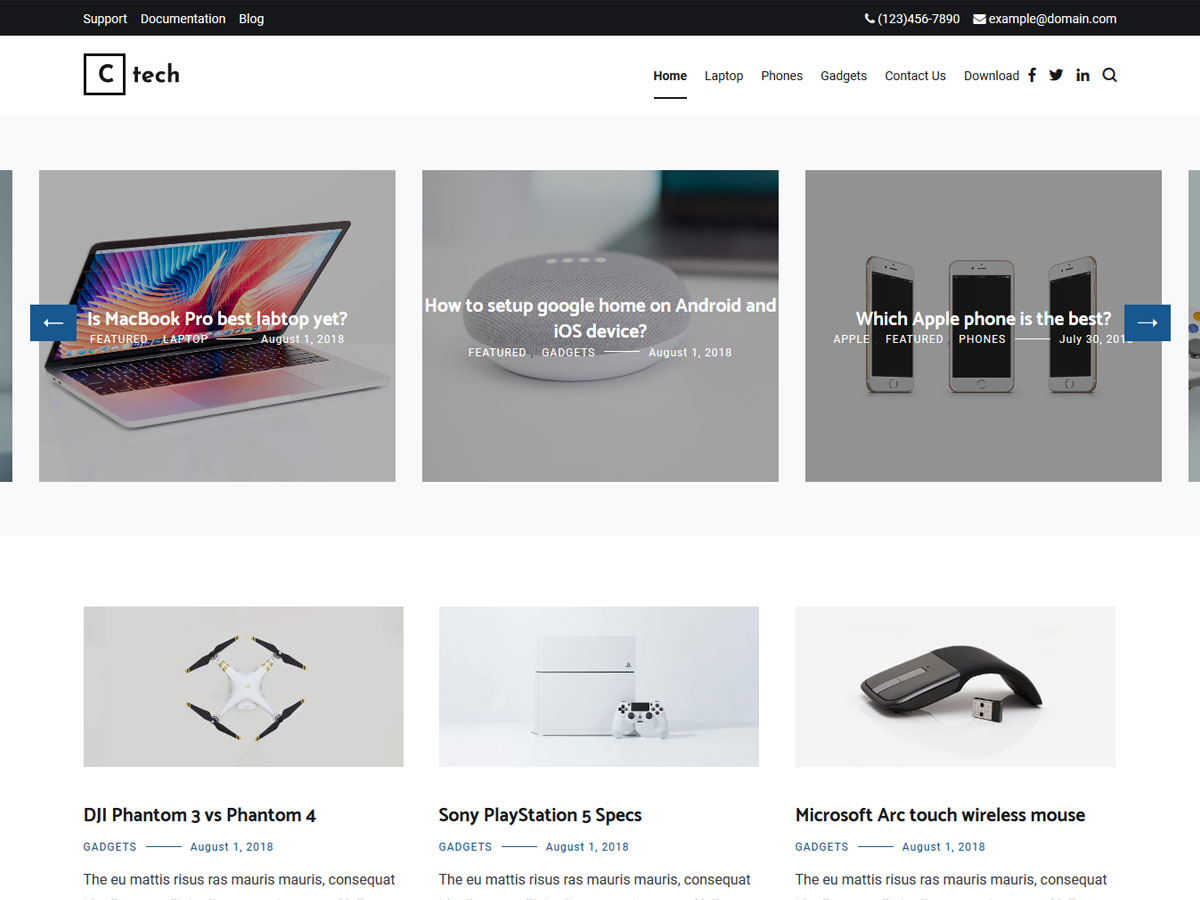 Support Documentation Blog (123)456-7890 example@domain.com
C tech
Home Laptop Phones Gadgets Contact Us Download
Is MacBook Pro best labtop yet?
FEATURED, LAPTOP August 1, 2018
How to setup google home on Android and
iOS device?
FEATURED, GADGETS August 1, 2018
Which Apple phone is the best?
APPLE, FEATURED, PHONES July 30, 2018
DJI Phantom 3 vs Phantom 4
GADGETS August 1, 2018
The eu mattis risus ras mauris mauris, consequat
Sony PlayStation 5 Specs
GADGETS August 1, 2018
The eu mattis risus ras mauris mauris, consequat
Microsoft Arc touch wireless mouse
GADGETS August 1, 2018
The eu mattis risus ras mauris mauris, consequat